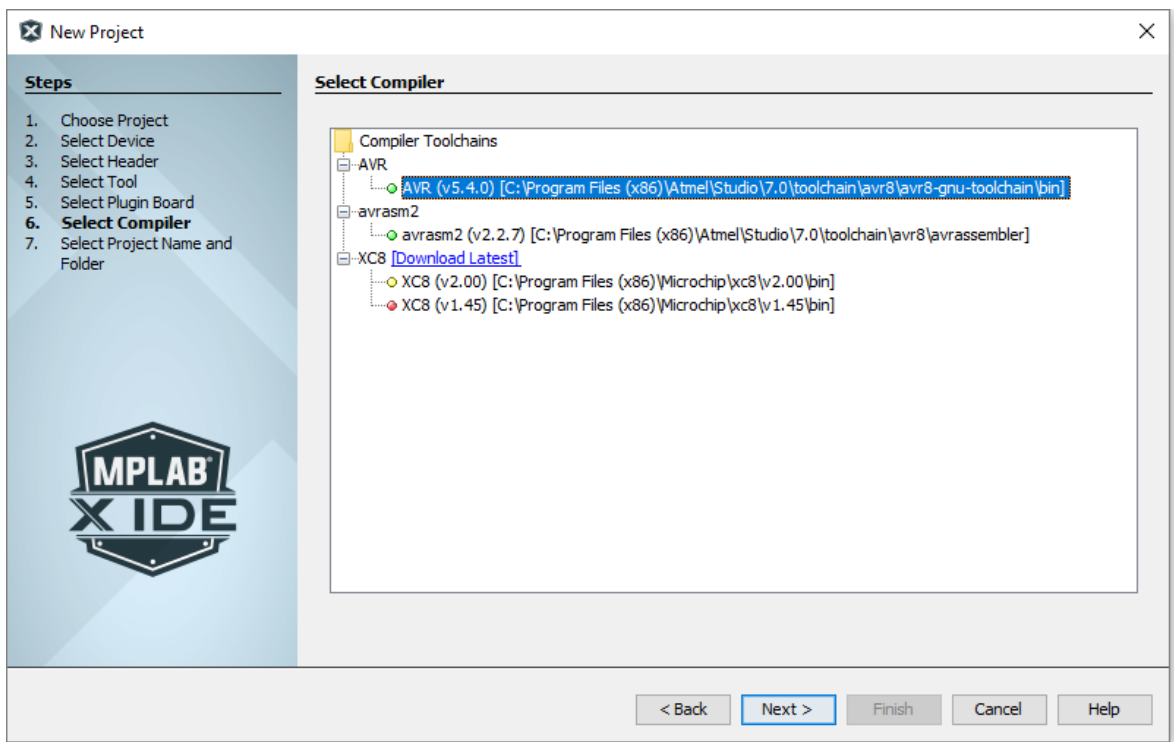 New Project
Steps
1. Choose Project
2. Select Device
3. Select Header
4. Select Tool
5. Select Plugin Board
6. Select Compiler
7. Select Project Name and
Folder
MPLAB®
X IDE
Select Compiler
Compiler Toolchains
AVR
AVR (v5.4.0) [C:\Program Files (x86)\Atmel\Studio\7.0\toolchain\avr8\avr8-gnu-toolchain\bin]
avrasm2
avrasm2 (v2.2.7) [C:\Program Files (x86)\Atmel\Studio\7.0\toolchain\avr8\avrassembler]
XC8 [Download Latest]
XC8 (v2.00) [C:\Program Files (x86)\Microchip\xc8\v2.00\bin]
XC8 (v1.45) [C:\Program Files (x86)\Microchip\xc8\v1.45\bin]
< Back Next > Finish Cancel Help